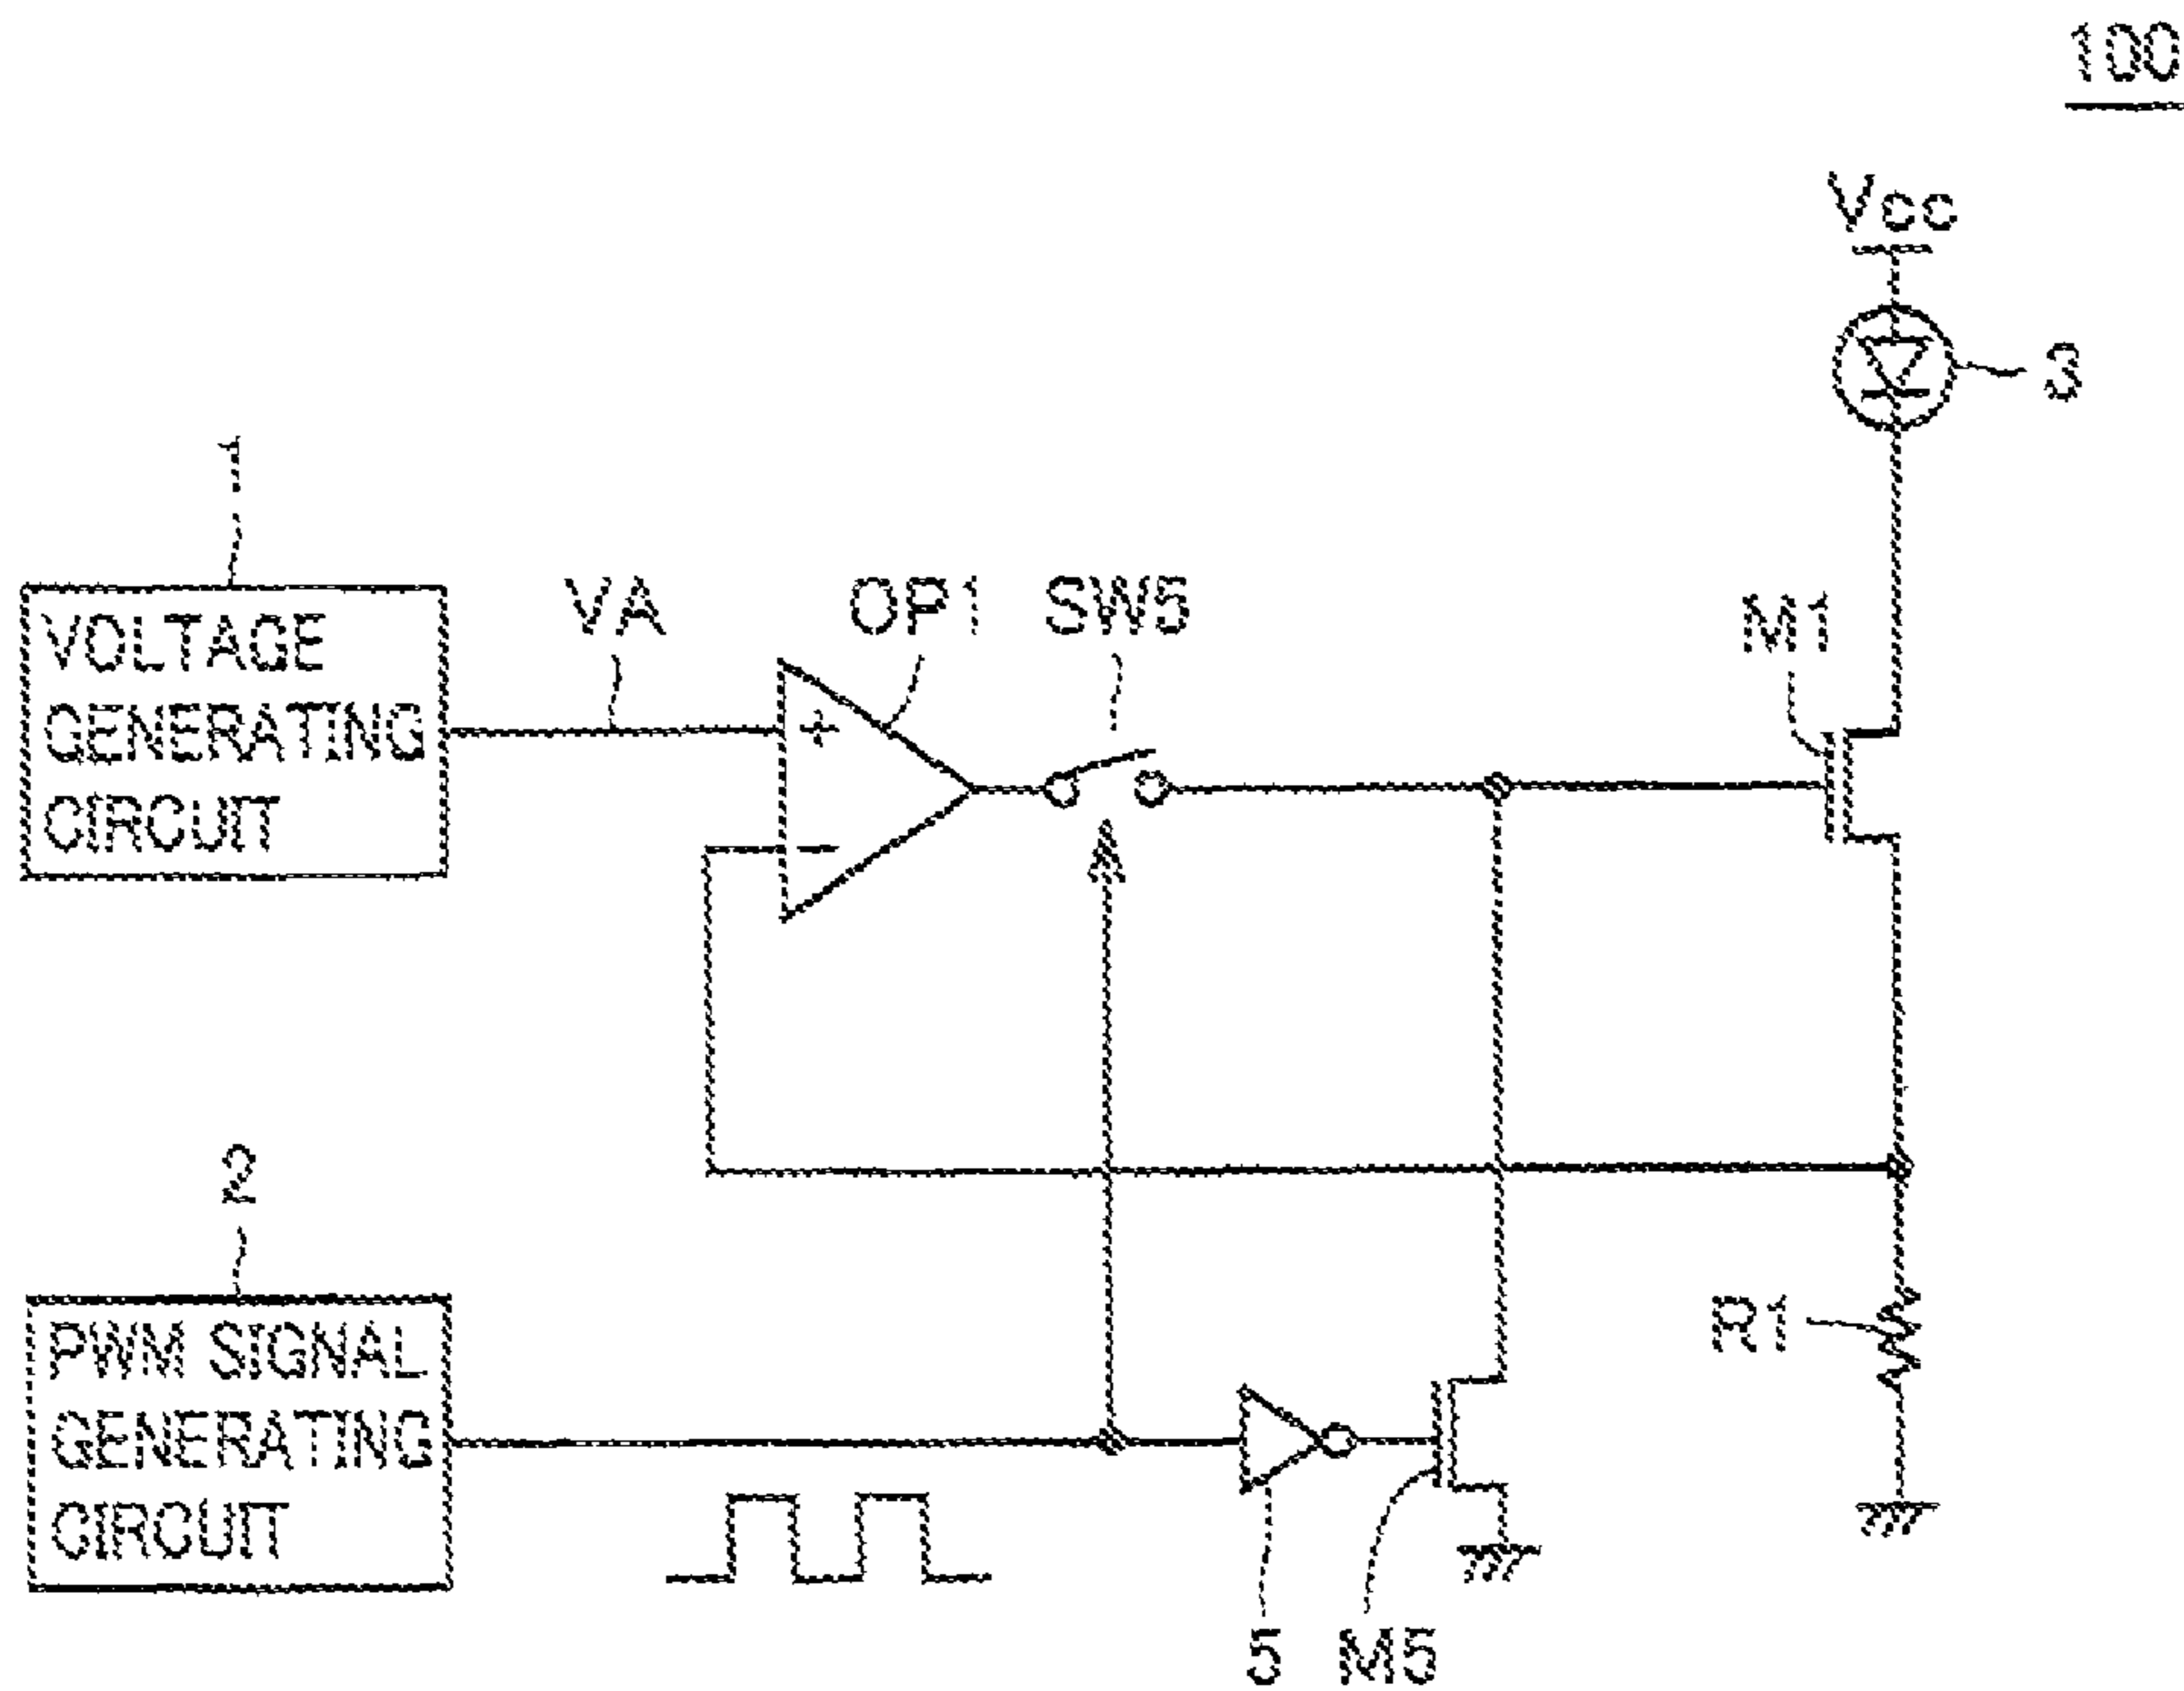 100
Vcc
3
1
VOLTAGE
GENERATING
CIRCUIT
VA
OP1
SW5
M1
+
−
2
PWM SIGNAL
GENERATING
CIRCUIT
R1
5
M5